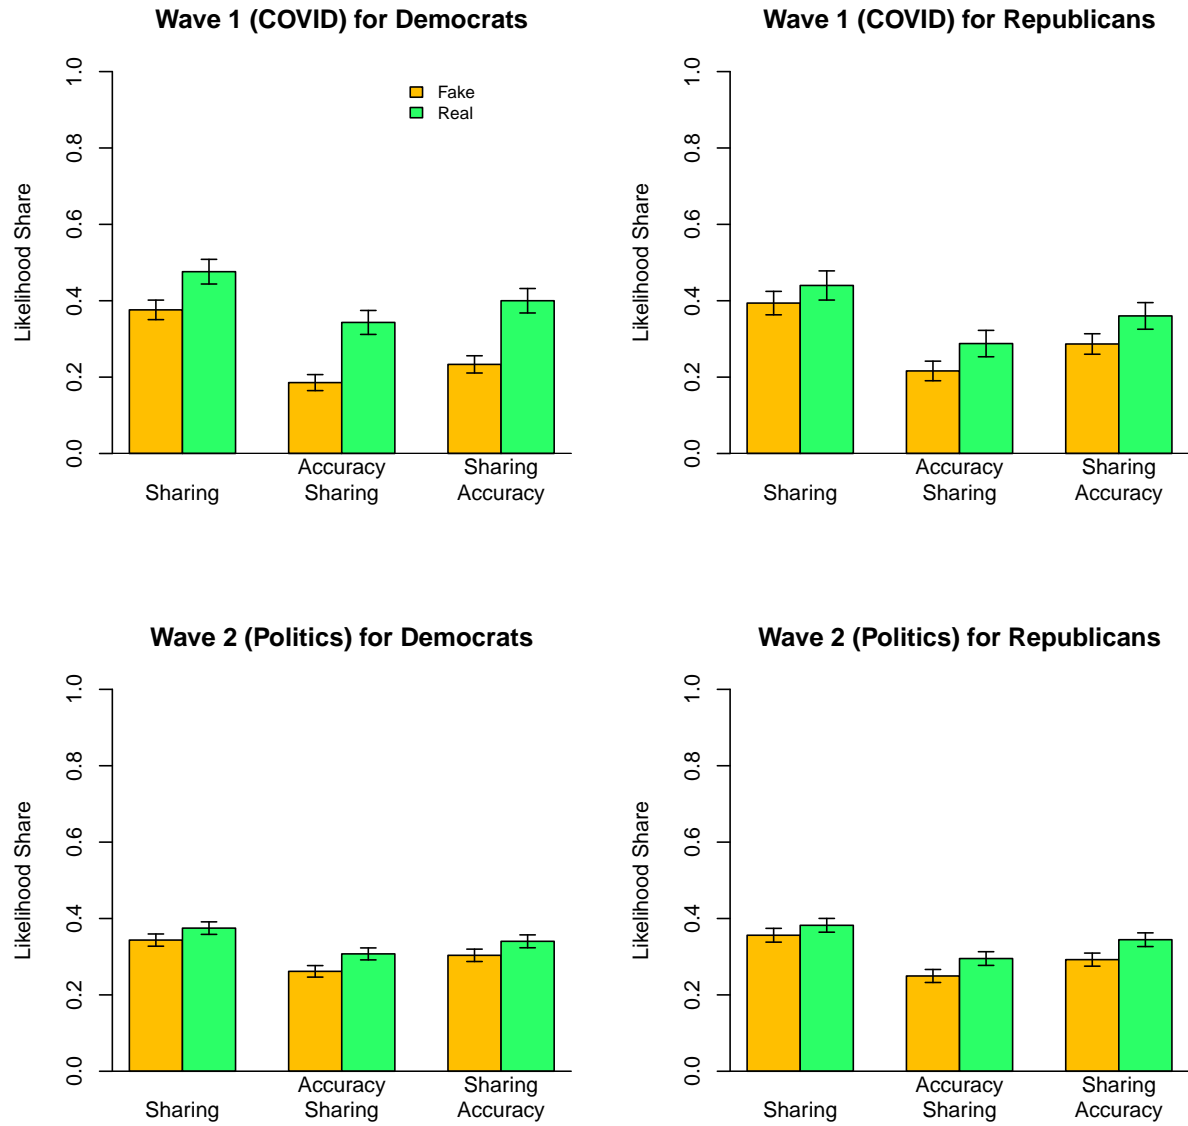 Wave 1 (COVID) for Democrats
Likelihood Share
1.0
0.8
0.6
0.4
0.2
0.0
Fake
Real
Sharing
Accuracy
Sharing
Sharing
Accuracy
Wave 1 (COVID) for Republicans
Likelihood Share
1.0
0.8
0.6
0.4
0.2
0.0
Sharing
Accuracy
Sharing
Sharing
Accuracy
Wave 2 (Politics) for Democrats
Likelihood Share
1.0
0.8
0.6
0.4
0.2
0.0
Sharing
Accuracy
Sharing
Sharing
Accuracy
Wave 2 (Politics) for Republicans
Likelihood Share
1.0
0.8
0.6
0.4
0.2
0.0
Sharing
Accuracy
Sharing
Sharing
Accuracy